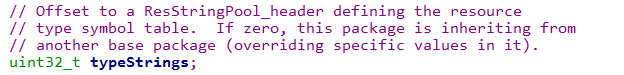 // Offset to a ResStringPool_header defining the resource
// type symbol table.  If zero, this package is inheriting from
// another base package (overriding specific values in it).
uint32_t typeStrings;